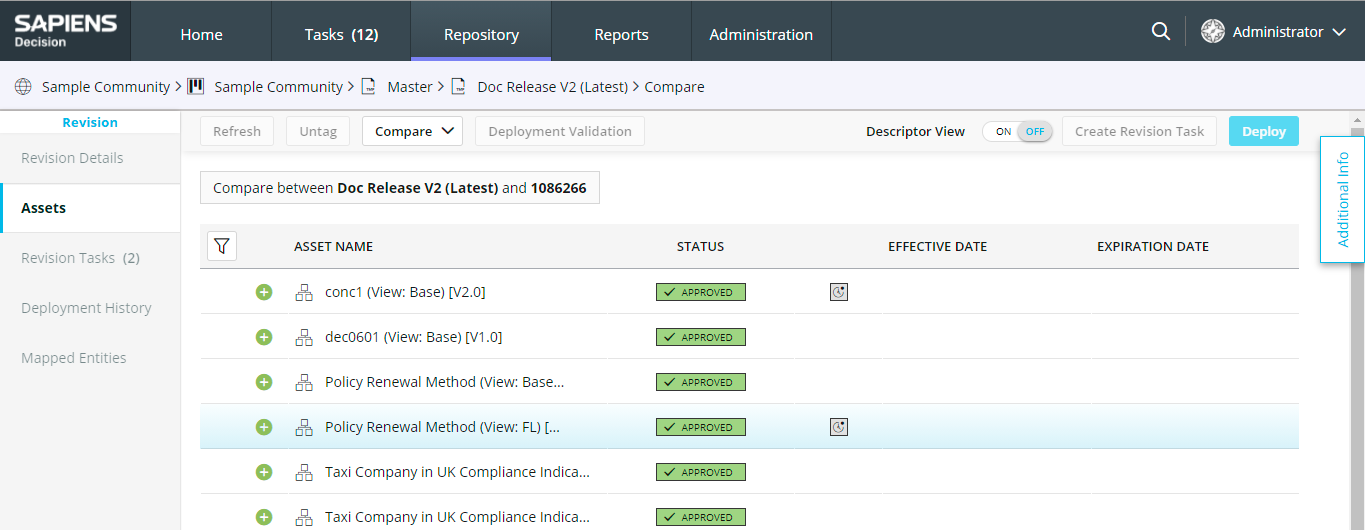 SAPIENS
Decision
Home
Tasks (12)
Repository
Reports
Administration
Administrator
Sample Community > Sample Community > Master > Doc Release V2 (Latest) > Compare
Revision
Revision Details
Assets
Revision Tasks (2)
Deployment History
Mapped Entities
Refresh
Untag
Compare
Deployment Validation
Descriptor View
ON
OFF
Create Revision Task
Deploy
Additional Info
Compare between Doc Release V2 (Latest) and 1086266
ASSET NAME
STATUS
EFFECTIVE DATE
EXPIRATION DATE
conc1 (View: Base) [V2.0]
APPROVED
dec0601 (View: Base) [V1.0]
APPROVED
Policy Renewal Method (View: Base...
APPROVED
Policy Renewal Method (View: FL) [...
APPROVED
Taxi Company in UK Compliance Indica...
APPROVED
Taxi Company in UK Compliance Indica...
APPROVED